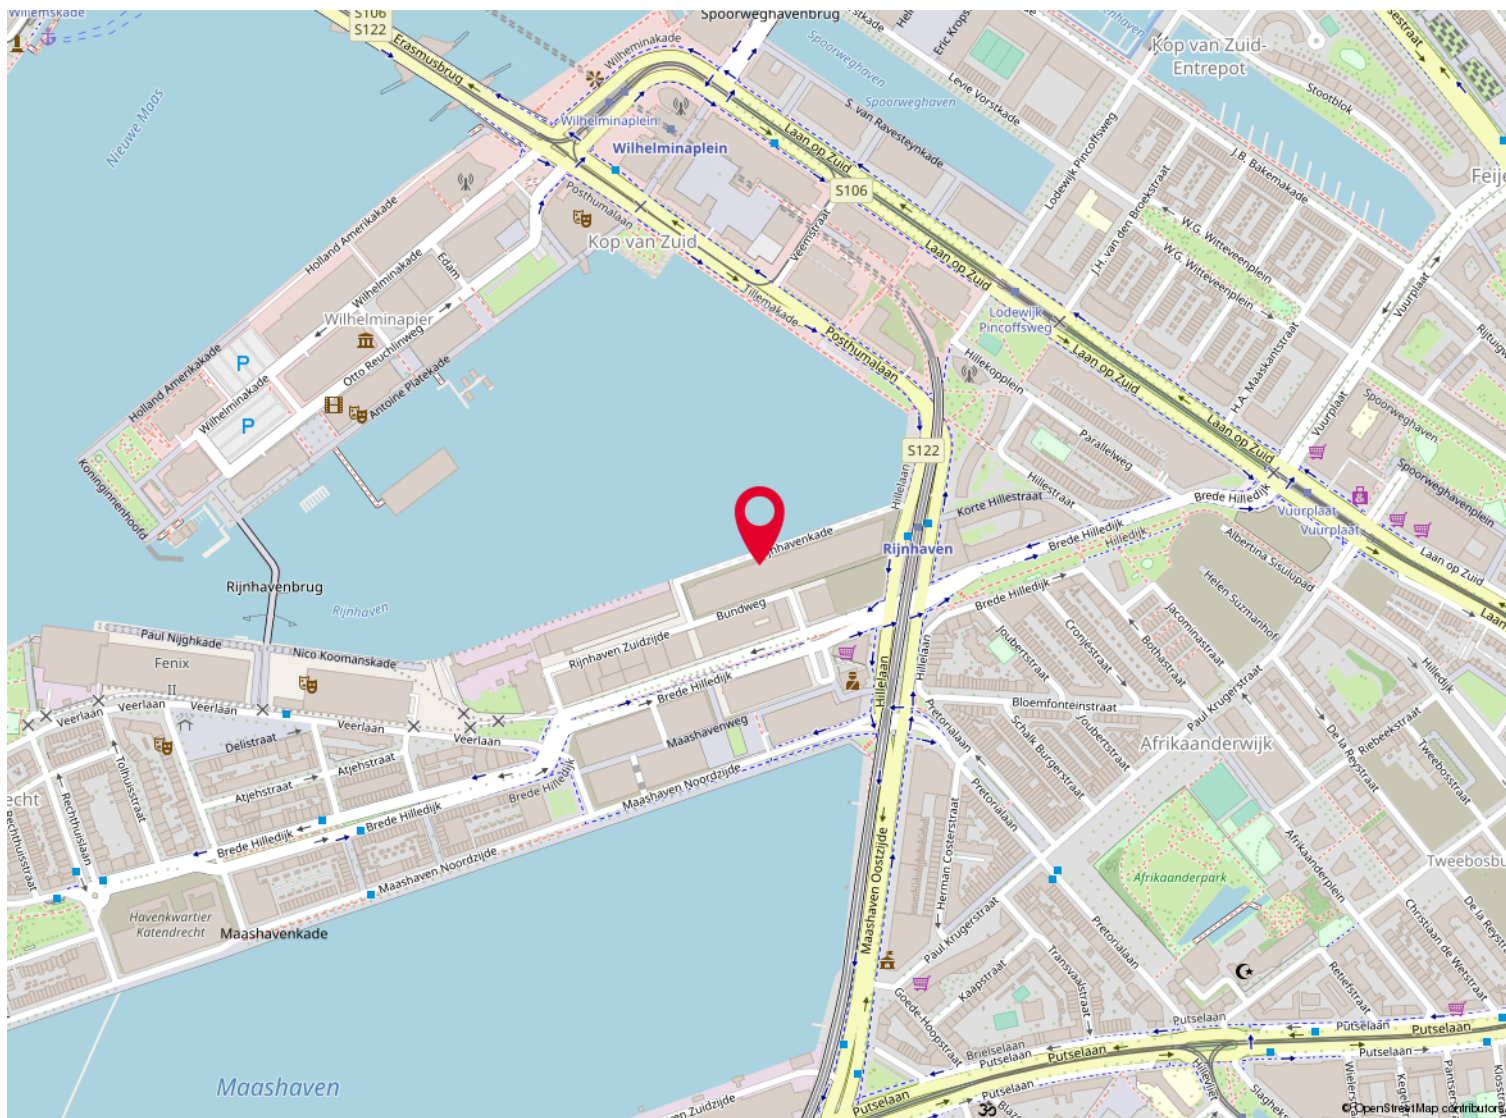 Willemskade
S106
S122
Spoorweghavenbrug
Erasmusbrug
Wilhelminakade
Spoorweghaven
Spoorweghaven
Levie Vorstkade
Kop van Zuid-
Entrepot
Stootblok
Nieuwe Maas
Wilhelminaplein
Wilhelminaplein
Laan op Zuid
S. van Ravesteynkade
Lodewijk Pincoffsweg
J.B. Bakemakade
S106
Posthumalaan
Kop van Zuid
Veemstraat
Laan op Zuid
J.H. van den Broekstraat
W.G. Witteveenplein
W.G. Witteveenplein
Holland Amerikakade
Wilhelminakade
Edam
Wilhelminapier
Tillemakade
Posthumalaan
Lodewijk
Pincoffsweg
Vuurplaat
Hillekopplein
Laan op Zuid
H.A. Maaskantstraat
Otto Reuchlinweg
Antoine Platekade
Holland Amerikakade
Wilhelminakade
P
P
Koninginnenhoofd
S122
Parallelweg
Hillestraat
Laan op Zuid
Vuurplaat
Spoorweghaven
Spoorweghavenplein
Hillelaan
Korte Hillestraat
Brede Hilledijk
Vuurplaat
Vuurplaat
Brede Hilledijk
Hilledijk
Albertina Sisulupad
Laan op Zuid
Rijnhaven
Helen Suzmanhof
Rijnhavenbrug
Rijnhaven
Bundweg
Brede Hilledijk
Jacominastraat
Paul Nijghkade
Nico Koomanskade
Rijnhaven Zuidzijde
Joubertstraat
Cronjéstraat
Bothastraat
Fenix
II
Brede Hilledijk
Hillelaan
Hillelaan
Hilledijk
Veerlaan
Veerlaan
Veerlaan
Veerlaan
Veerlaan
Delistraat
Maashavenweg
Bloemfonteinstraat
Pretorialaan
Schalk Burgerstraat
Joubertstraat
Paul Krugerstraat
Afrikaanderwijk
De la Reystraat
Riebeekstraat
Tweebosstraat
Atjehstraat
Atjehstraat
Tolhuisstraat
Rechthuislaan
Rechthuisstraat
Brede Hilledijk
Maashaven Noordzijde
Brede Hilledijk
Brede Hilledijk
Maashaven Noordzijde
Maashaven Oostzijde
Herman Costerstraat
Pretorialaan
Afrikaanderplein
Afrikaanderpark
Havenkwartier
Katendrecht
Maashavenkade
Paul Krugerstraat
Pretorialaan
Transvaalstraat
Kaapstraat
Goede-Hoopstraat
Christiaan de Wetstraat
Retiefstraat
Putselaan
Putselaan
Putselaan
Brielselaan
Putselaan
Putselaan
Putselaan
Putselaan
Putselaan
Hillevliet
Maashaven
© OpenStreetMap contributors